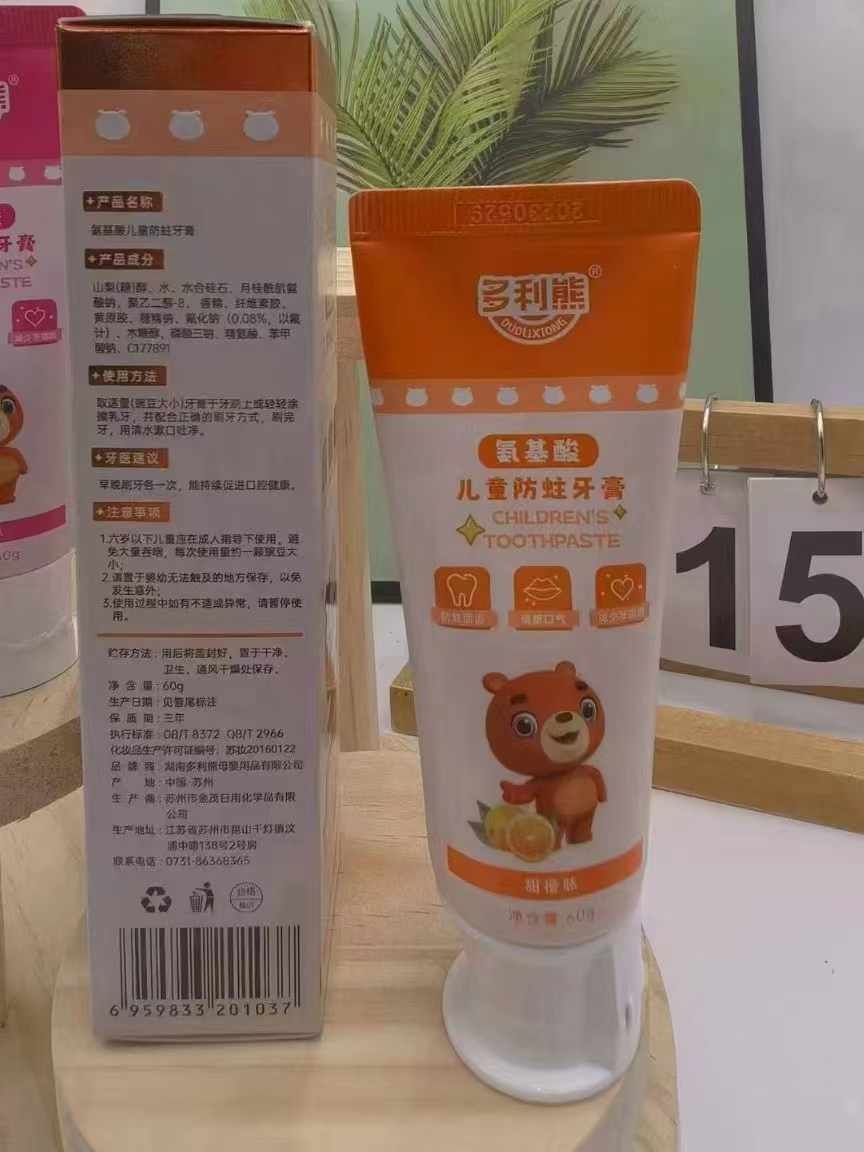 +产品名称
氨基酸儿童防蛀牙膏
+产品成分
山梨(糖)醇、水、水合硅石、月桂酰肌氨
酸钠、聚乙二醇-8、香精、纤维素胶、
黄原胶、糖精钠、氟化钠（0.08%，以氟
计）、木糖醇、磷酸三钠、精氨酸、苯甲
酸钠、CI77891
+使用方法
取适量(豌豆大小)牙膏于牙刷上或轻轻涂
擦乳牙，并配合正确的刷牙方式，刷完
牙，用清水漱口吐净。
+牙医建议
早晚刷牙各一次，能持续促进口腔健康。
+注意事项
1.六岁以下儿童应在成人指导下使用，避
免大量吞咽，每次使用量约一颗豌豆大
小；
2.请置于婴幼无法触及的地方保存，以免
发生意外；
3.使用过程中如有不适或异常，请暂停使
用。
贮存方法：用后将盖封好，置于干净、
卫生、通风干燥处保存。
净 含 量：60g
生产日期：见管尾标注
保 质 期：三年
执行标准：GB/T 8372 QB/T 2966
化妆品生产许可证编号：苏妆20160122
品 牌 商：湖南多利熊母婴用品有限公司
产 地：中国·苏州
生 产 商：苏州市金茂日用化学品有限
公司
生产地址：江苏省苏州市昆山千灯镇汶
浦中路138号2号房
联系电话：0731-86368365
合格
6 959833 201037
20230629
多利熊®
DUOLIXIONG
氨基酸
儿童防蛀牙膏
CHILDREN'S
TOOTHPASTE
防蛀固齿
清新口气
减少牙菌斑
甜橙味
净含量:60g
15
牙膏
EN'S
STE
60g